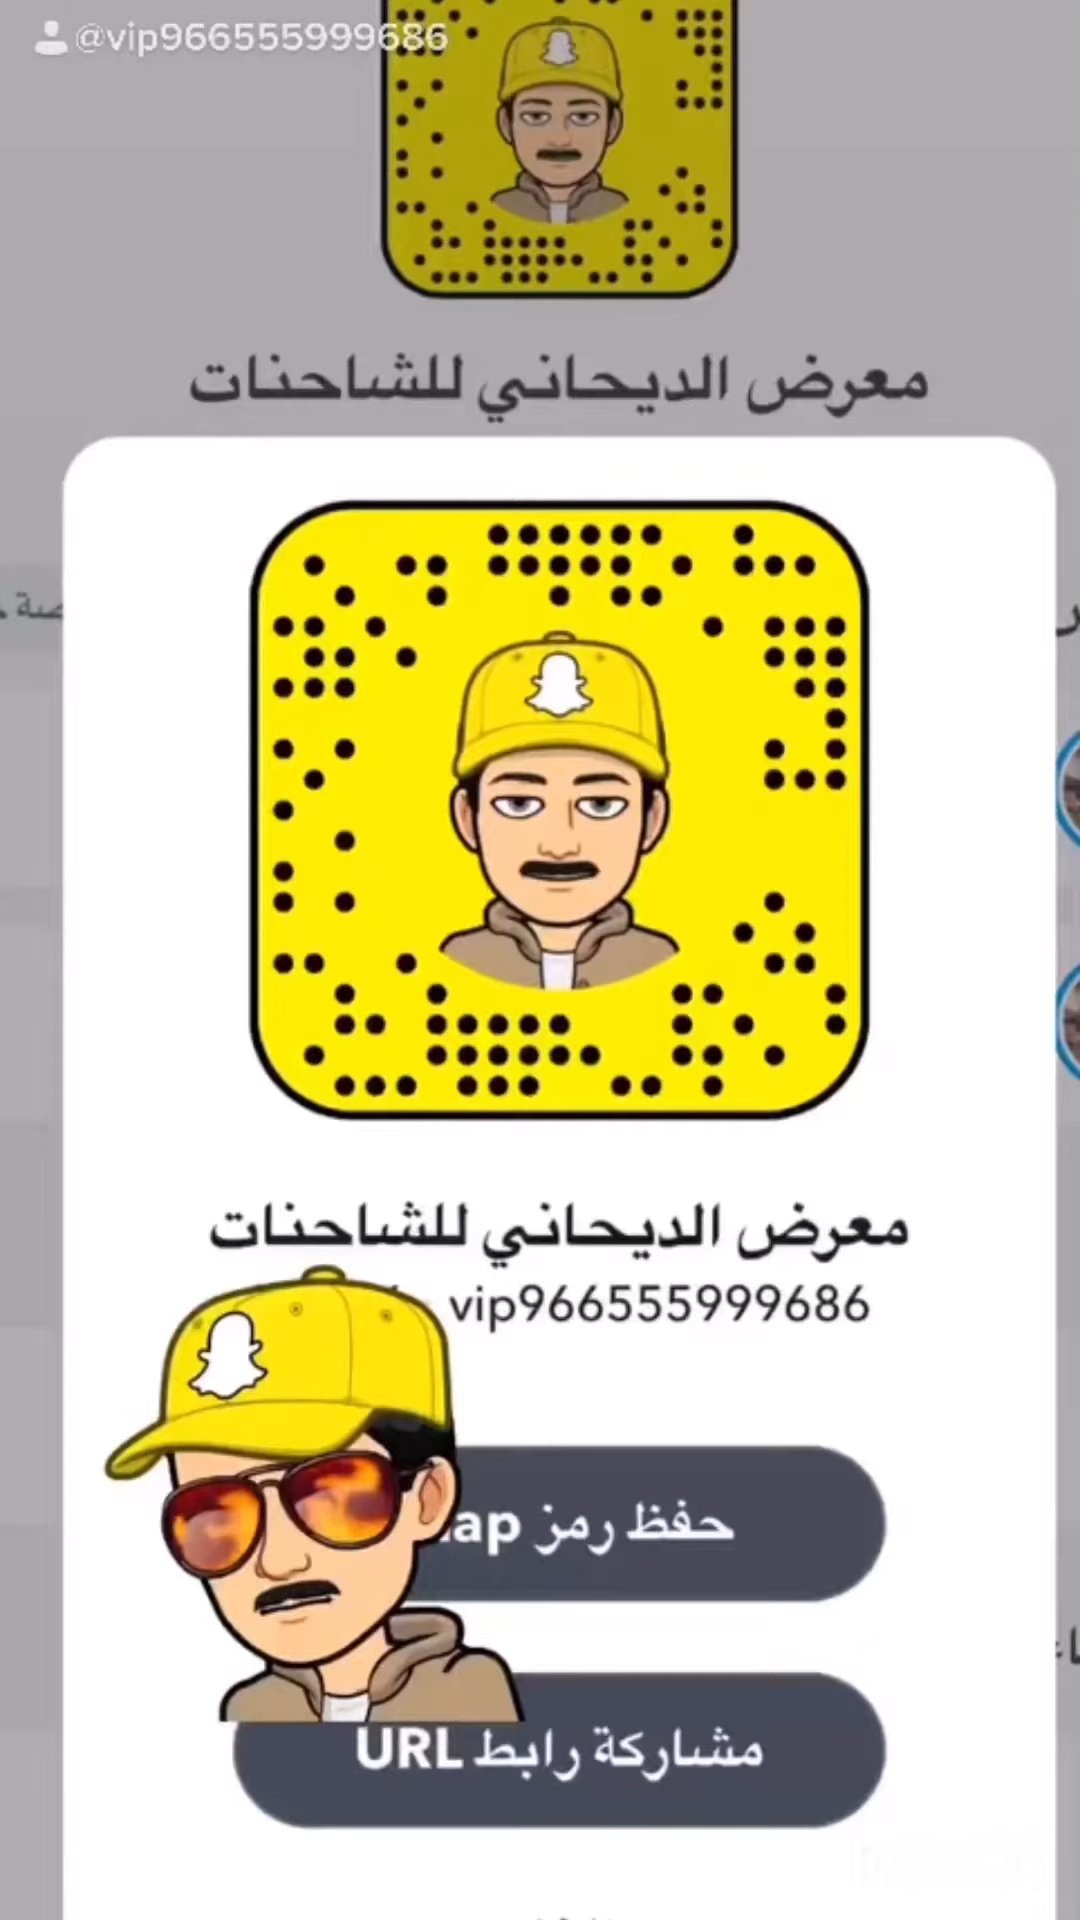 @vip966555999686
معرض الديحاني للشاحنات
معرض الديحاني للشاحنات
vip966555999686
حفظ رمز
مشاركة رابط URL